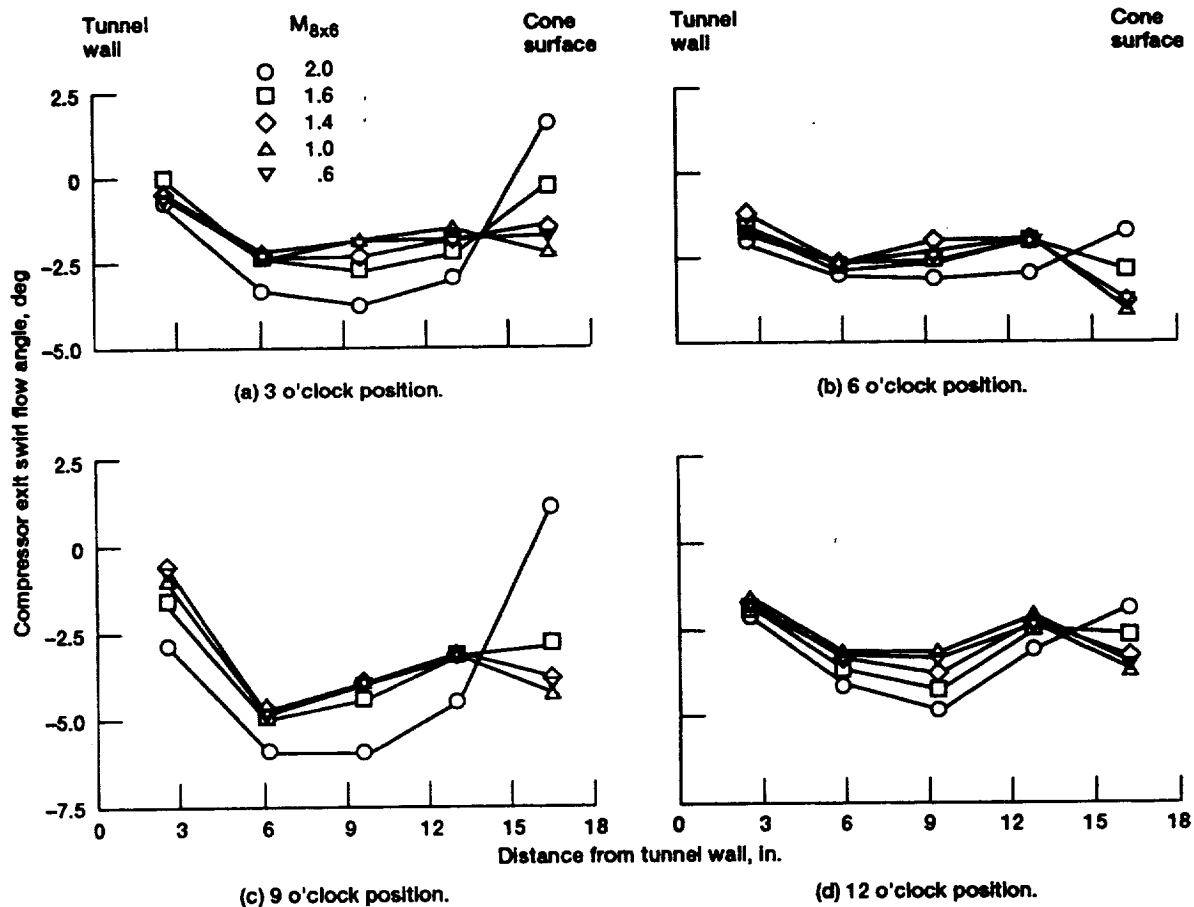 Tunnel wall
M8x6
Cone surface
2.0
1.6
1.4
1.0
.6
2.5
0
−2.5
−5.0
(a) 3 o'clock position.
Tunnel wall
Cone surface
(b) 6 o'clock position.
Compressor exit swirl flow angle, deg
2.5
0
−2.5
−5.0
−7.5
0 3 6 9 12 15 18
0 3 6 9 12 15 18
Distance from tunnel wall, in.
(c) 9 o'clock position.
(d) 12 o'clock position.